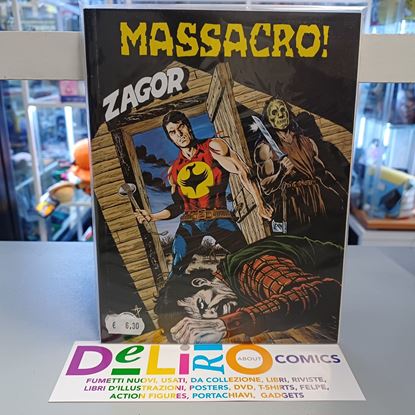 MASSACRO!
ZAGOR
€ 6,30
DeLiRiO ABOUT COMICS
FUMETTI NUOVI, USATI, DA COLLEZIONE, LIBRI, RIVISTE,
LIBRI D'ILLUSTRAZIONI, POSTERS, DVD, T-SHIRTS, FELPE,
ACTION FIGURES, PORTACHIAVI, GADGETS